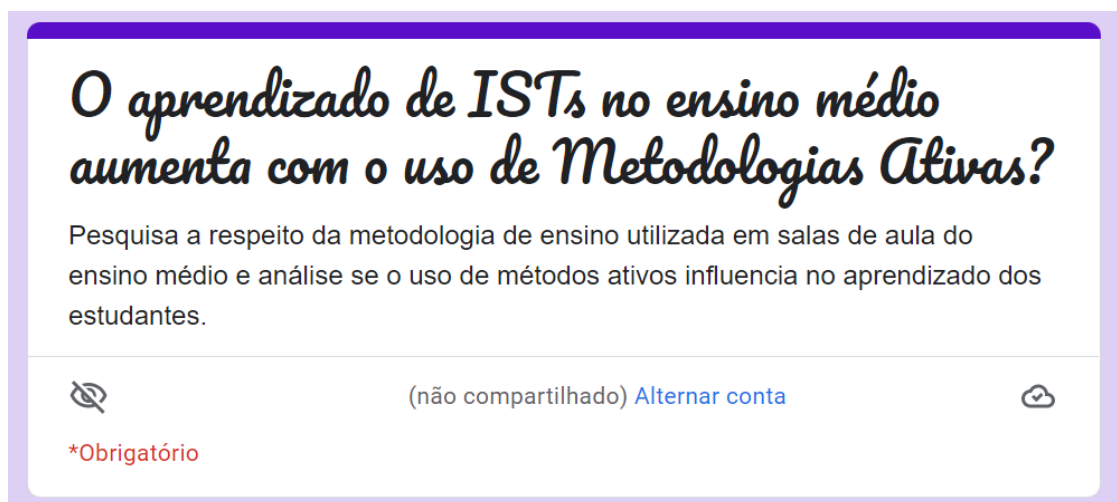 O aprendizado de ISTs no ensino médio
aumenta com o uso de Metodologias Ativas?
Pesquisa a respeito da metodologia de ensino utilizada em salas de aula do
ensino médio e análise se o uso de métodos ativos influencia no aprendizado dos
estudantes.
(não compartilhado) Alternar conta
*Obrigatório